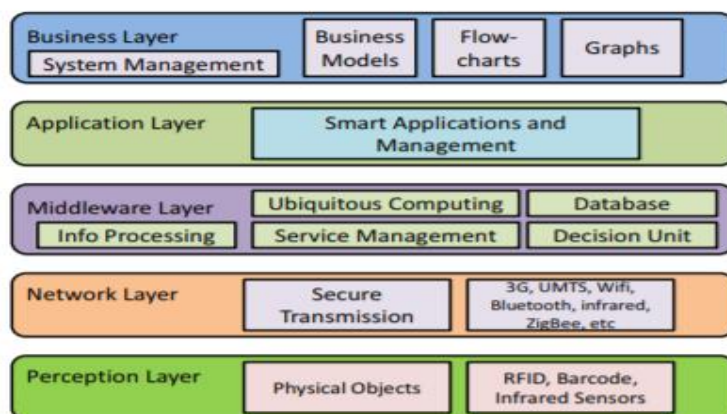 Business Layer
System Management
Business
Models
Flow-
charts
Graphs
Application Layer
Smart Applications and
Management
Middleware Layer
Ubiquitous Computing
Database
Info Processing
Service Management
Decision Unit
Network Layer
Secure
Transmission
3G, UMTS, Wifi,
Bluetooth, infrared,
ZigBee, etc
Perception Layer
Physical Objects
RFID, Barcode,
Infrared Sensors